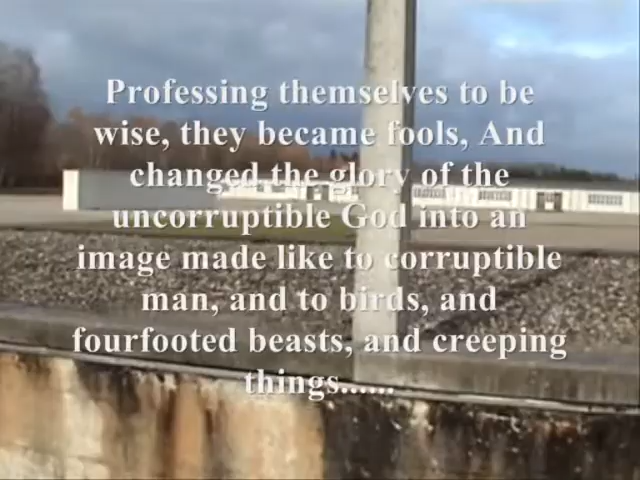 Professing themselves to be
wise, they became fools, And
changed the glory of the
uncorruptible God into an
image made like to corruptible
man, and to birds, and
fourfooted beasts, and creeping
things......